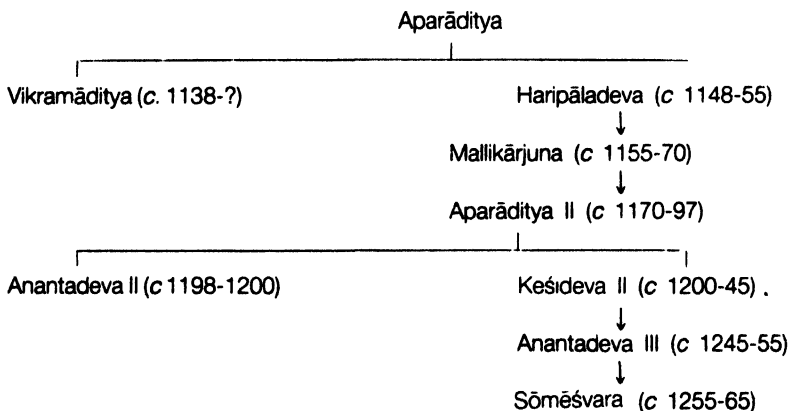 Aparāditya
Vikramāditya (c. 1138-?) Haripāladeva (c 1148-55)
Mallikārjuna (c 1155-70)
Aparāditya II (c 1170-97)
Anantadeva II (c 1198-1200) Keśıdeva II (c 1200-45) .
Anantadeva III (c 1245-55)
Sōmēśvara (c 1255-65)